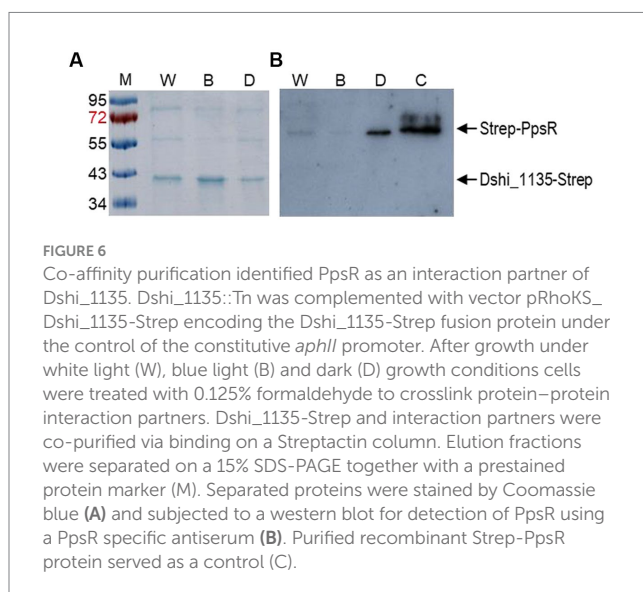 A B
M W B D W B D C
95
72
55
43
34
Strep-PpsR
Dshi_1135-Strep
FIGURE 6
Co-affinity purification identified PpsR as an interaction partner of
Dshi_1135. Dshi_1135::Tn was complemented with vector pRhoKS_
Dshi_1135-Strep encoding the Dshi_1135-Strep fusion protein under
the control of the constitutive aphII promoter. After growth under
white light (W), blue light (B) and dark (D) growth conditions cells
were treated with 0.125% formaldehyde to crosslink protein–protein
interaction partners. Dshi_1135-Strep and interaction partners were
co-purified via binding on a Streptactin column. Elution fractions
were separated on a 15% SDS-PAGE together with a prestained
protein marker (M). Separated proteins were stained by Coomassie
blue (A) and subjected to a western blot for detection of PpsR using
a PpsR specific antiserum (B). Purified recombinant Strep-PpsR
protein served as a control (C).